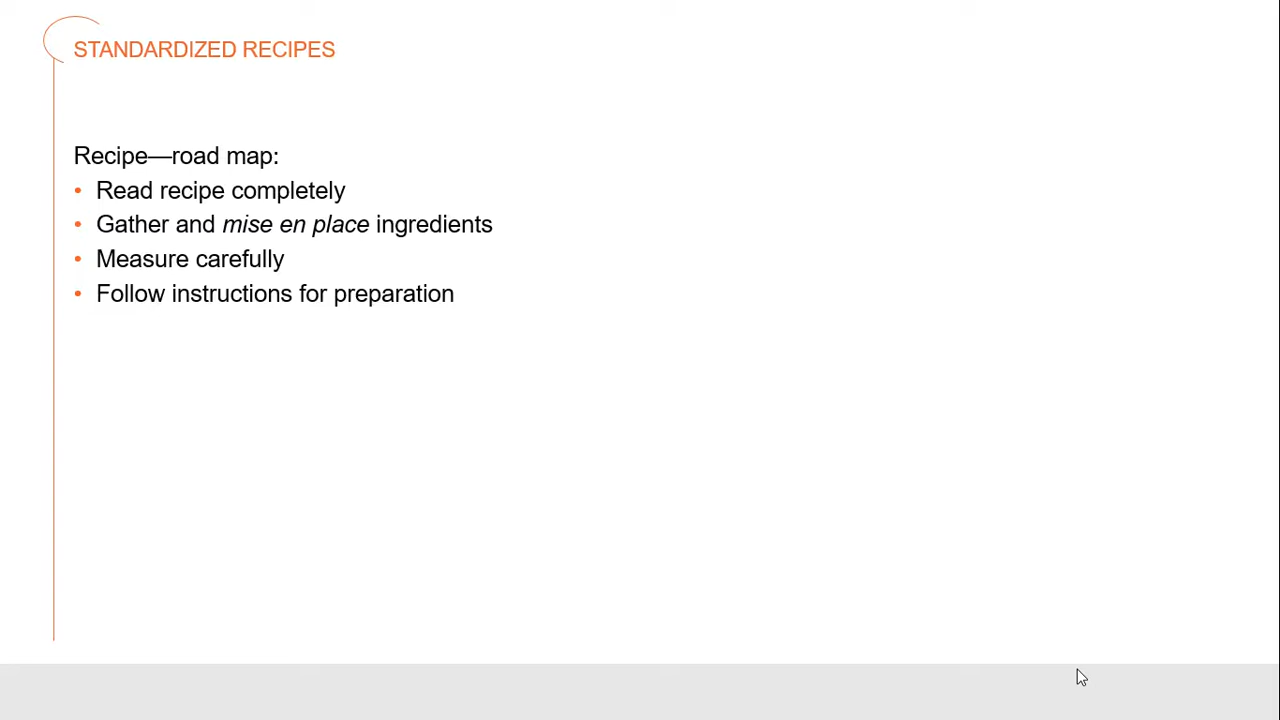 STANDARDIZED RECIPES
Recipe—road map:
• Read recipe completely
• Gather and mise en place ingredients
• Measure carefully
• Follow instructions for preparation